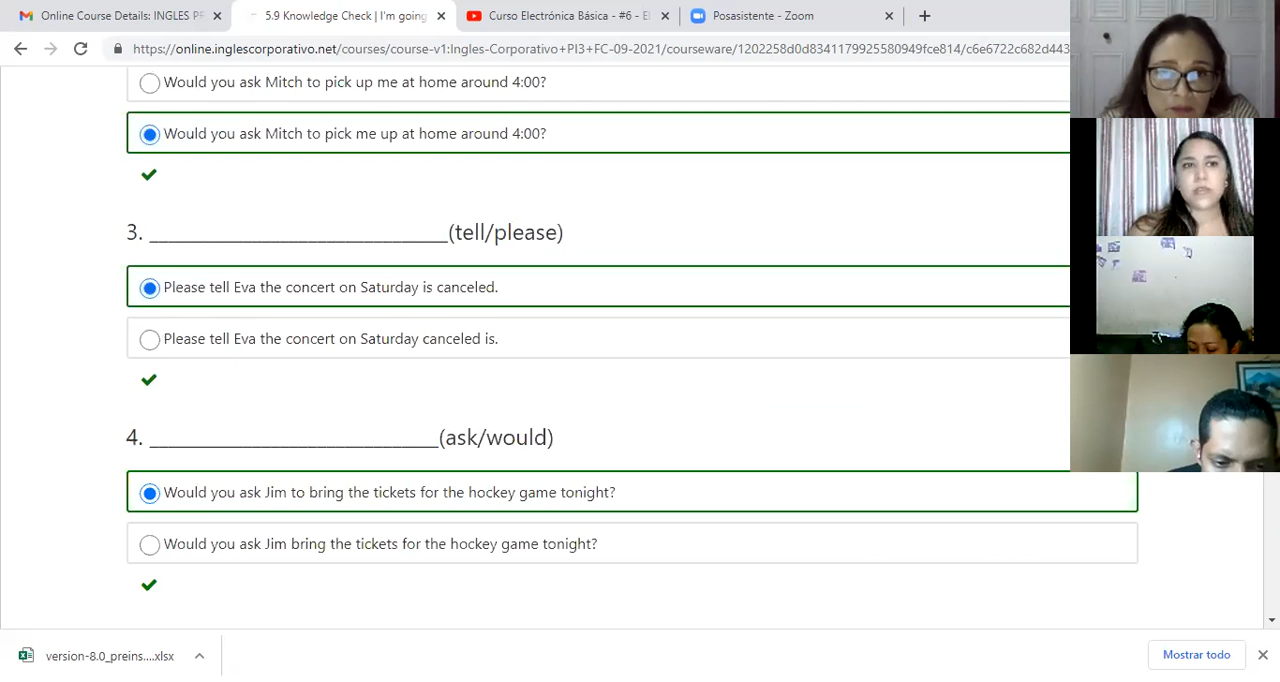 Online Course Details: INGLES PR
5.9 Knowledge Check | I'm going
Curso Electrónica Básica - #6 - El
Posasistente - Zoom
https://online.inglescorporativo.net/courses/course-v1:Ingles-Corporativo+PI3+FC-09-2021/courseware/1202258d0d8341179925580949fce814/c6e6722c682d443
Would you ask Mitch to pick up me at home around 4:00?
Would you ask Mitch to pick me up at home around 4:00?
3. ______________________________(tell/please)
Please tell Eva the concert on Saturday is canceled.
Please tell Eva the concert on Saturday canceled is.
4. _____________________________(ask/would)
Would you ask Jim to bring the tickets for the hockey game tonight?
Would you ask Jim bring the tickets for the hockey game tonight?
version-8.0_preins....xlsx
Mostrar todo